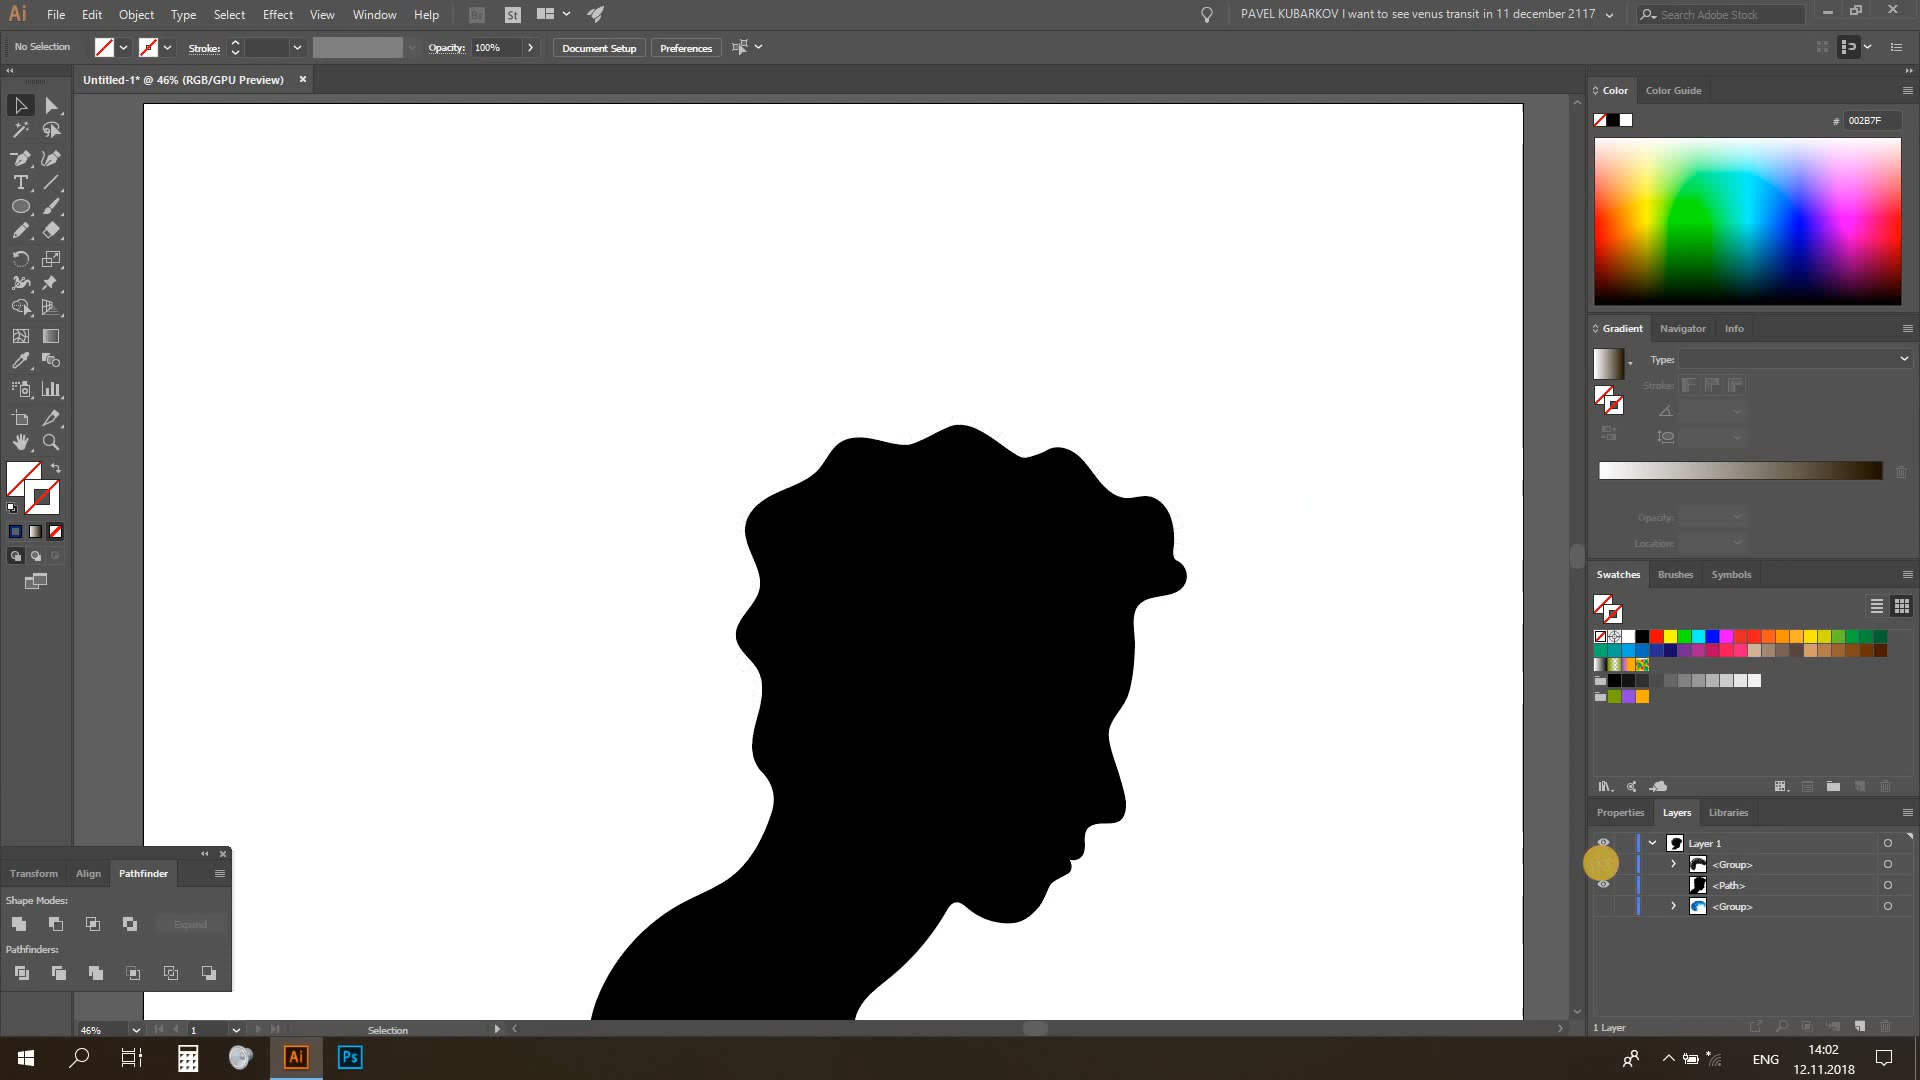 Ai File Edit Object Type Select Effect View Window Help Br St PAVEL KUBARKOV I want to see venus transit in 11 december 2117 Search Adobe Stock
No Selection Stroke: Opacity: 100% Document Setup Preferences
Untitled-1* @ 46% (RGB/GPU Preview)
Color Color Guide
# 002B7F
Gradient Navigator Info
Type:
Stroke:
Opacity:
Location:
Swatches Brushes Symbols
Properties Layers Libraries
Layer 1
<Group>
<Path>
<Group>
1 Layer
Transform Align Pathfinder
Shape Modes:
Expand
Pathfinders:
46% 1 Selection
Ai Ps ENG 14:02
12.11.2018